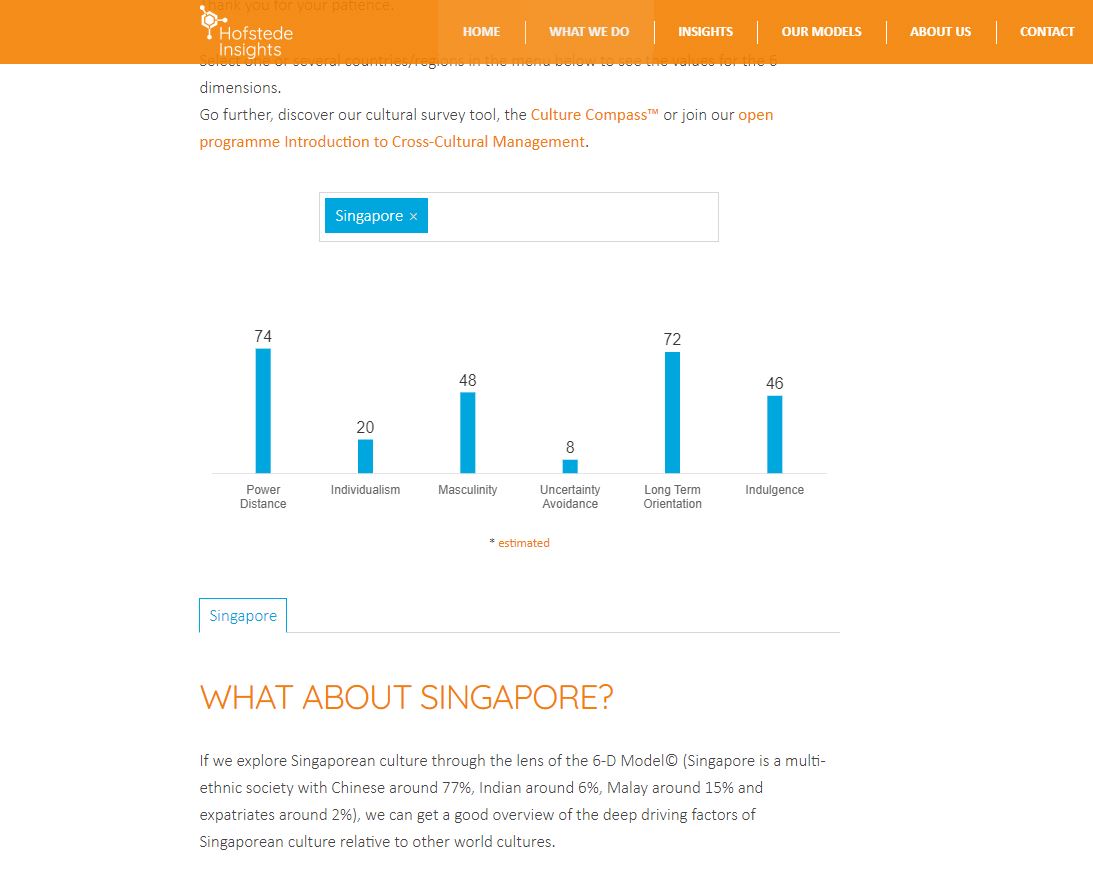 Thank you for your patience.
Hofstede
Insights
HOME
WHAT WE DO
INSIGHTS
OUR MODELS
ABOUT US
CONTACT
Select one or several countries/regions in the menu below to see the values for the 6
dimensions.
Go further, discover our cultural survey tool, the Culture Compass™ or join our open
programme Introduction to Cross-Cultural Management.
Singapore ×
74
20
48
8
72
46
Power
Distance
Individualism
Masculinity
Uncertainty
Avoidance
Long Term
Orientation
Indulgence
* estimated
Singapore
WHAT ABOUT SINGAPORE?
If we explore Singaporean culture through the lens of the 6-D Model© (Singapore is a multi-
ethnic society with Chinese around 77%, Indian around 6%, Malay around 15% and
expatriates around 2%), we can get a good overview of the deep driving factors of
Singaporean culture relative to other world cultures.